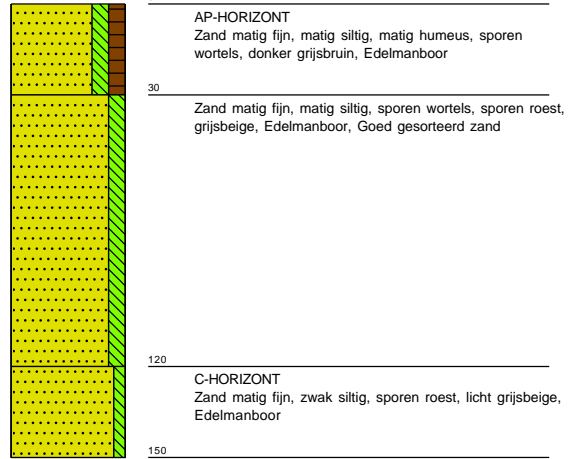 AP-HORIZONT
Zand matig fijn, matig siltig, matig humeus, sporen
wortels, donker grijsbruin, Edelmanboor
30
Zand matig fijn, matig siltig, sporen wortels, sporen roest,
grijsbeige, Edelmanboor, Goed gesorteerd zand
120
C-HORIZONT
Zand matig fijn, zwak siltig, sporen roest, licht grijsbeige,
Edelmanboor
150